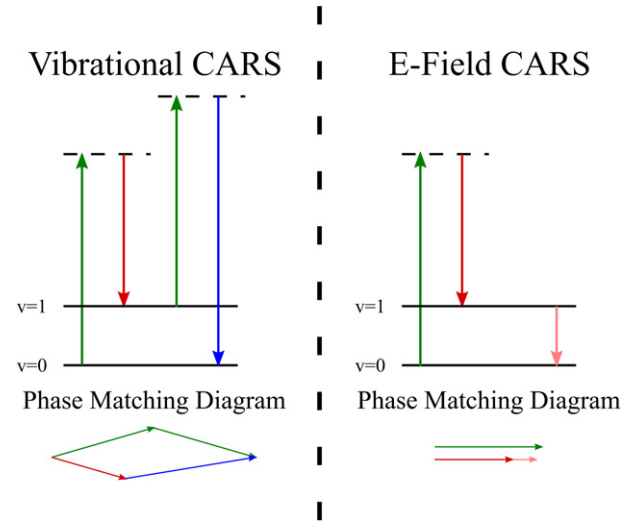 Vibrational CARS
v=1
v=0
Phase Matching Diagram
E-Field CARS
v=1
v=0
Phase Matching Diagram